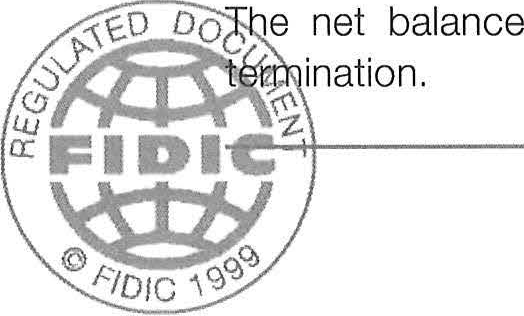 The net balance
termination.
REGULATED DOCUMENT
FIDIC
© FIDIC 1999